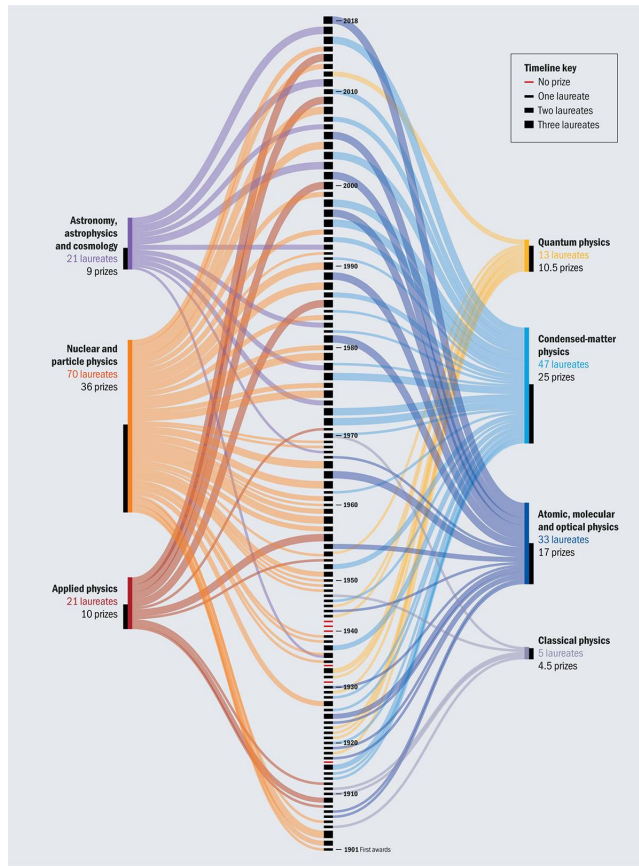 2018
Timeline key
No prize
One laureate
Two laureates
Three laureates
2010
2000
Astronomy,
astrophysics
and cosmology
21 laureates
9 prizes
Quantum physics
13 laureates
10.5 prizes
1990
Nuclear and
particle physics
70 laureates
36 prizes
Condensed-matter
physics
47 laureates
25 prizes
1980
1970
1960
Atomic, molecular
and optical physics
33 laureates
17 prizes
Applied physics
21 laureates
10 prizes
1950
1940
Classical physics
5 laureates
4.5 prizes
1930
1920
1910
1901 First awards